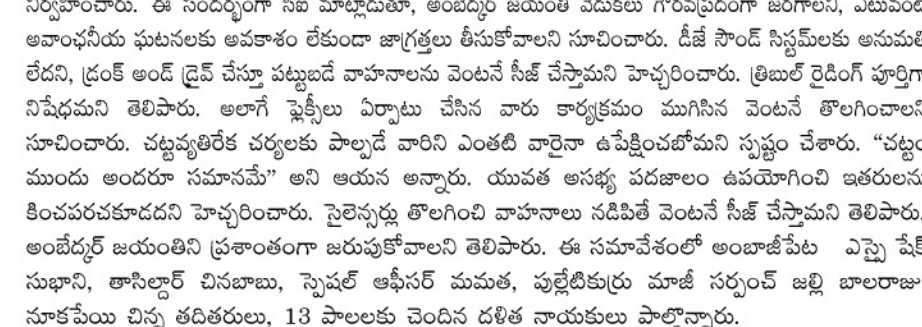 నిర్వహించారు. ఈ సందర్భంగా సిఐ మాట్లాడుతూ, అంబేద్కర్ జయంతి వేడుకలు గౌరవప్రదంగా జరగాలని, ఎటువంటి
అవాంఛనీయ ఘటనలకు అవకాశం లేకుండా జాగ్రత్తలు తీసుకోవాలని సూచించారు. డీజే సౌండ్ సిస్టమ్‌లకు అనుమతి
లేదని, డ్రంక్ అండ్ డ్రైవ్ చేస్తూ పట్టుబడే వాహనాలను వెంటనే సీజ్ చేస్తామని హెచ్చరించారు. త్రిబుల్ రైడింగ్ పూర్తిగా
నిషేధమని తెలిపారు. అలాగే ఫ్లెక్సీలు ఏర్పాటు చేసిన వారు కార్యక్రమం ముగిసిన వెంటనే తొలగించాలని
సూచించారు. చట్టవ్యతిరేక చర్యలకు పాల్పడే వారిని ఎంతటి వారైనా ఉపేక్షించబోమని స్పష్టం చేశారు. “చట్టం
ముందు అందరూ సమానమే” అని ఆయన అన్నారు. యువత అసభ్య పదజాలం ఉపయోగించి ఇతరులను
కించపరచకూడదని హెచ్చరించారు. సైలెన్సర్లు తొలగించి వాహనాలు నడిపితే వెంటనే సీజ్ చేస్తామని తెలిపారు.
అంబేద్కర్ జయంతిని ప్రశాంతంగా జరుపుకోవాలని తెలిపారు. ఈ సమావేశంలో అంబాజీపేట ఎస్సై షేక్
సుభాని, తాసిల్దార్ చినబాబు, స్పెషల్ ఆఫీసర్ మమత, పుల్లేటికుర్రు మాజీ సర్పంచ్ జల్లి బాలరాజు
నూకపేయి చిన్న తదితరులు, 13 పాలలకు చెందిన దళిత నాయకులు పాల్గొన్నారు.